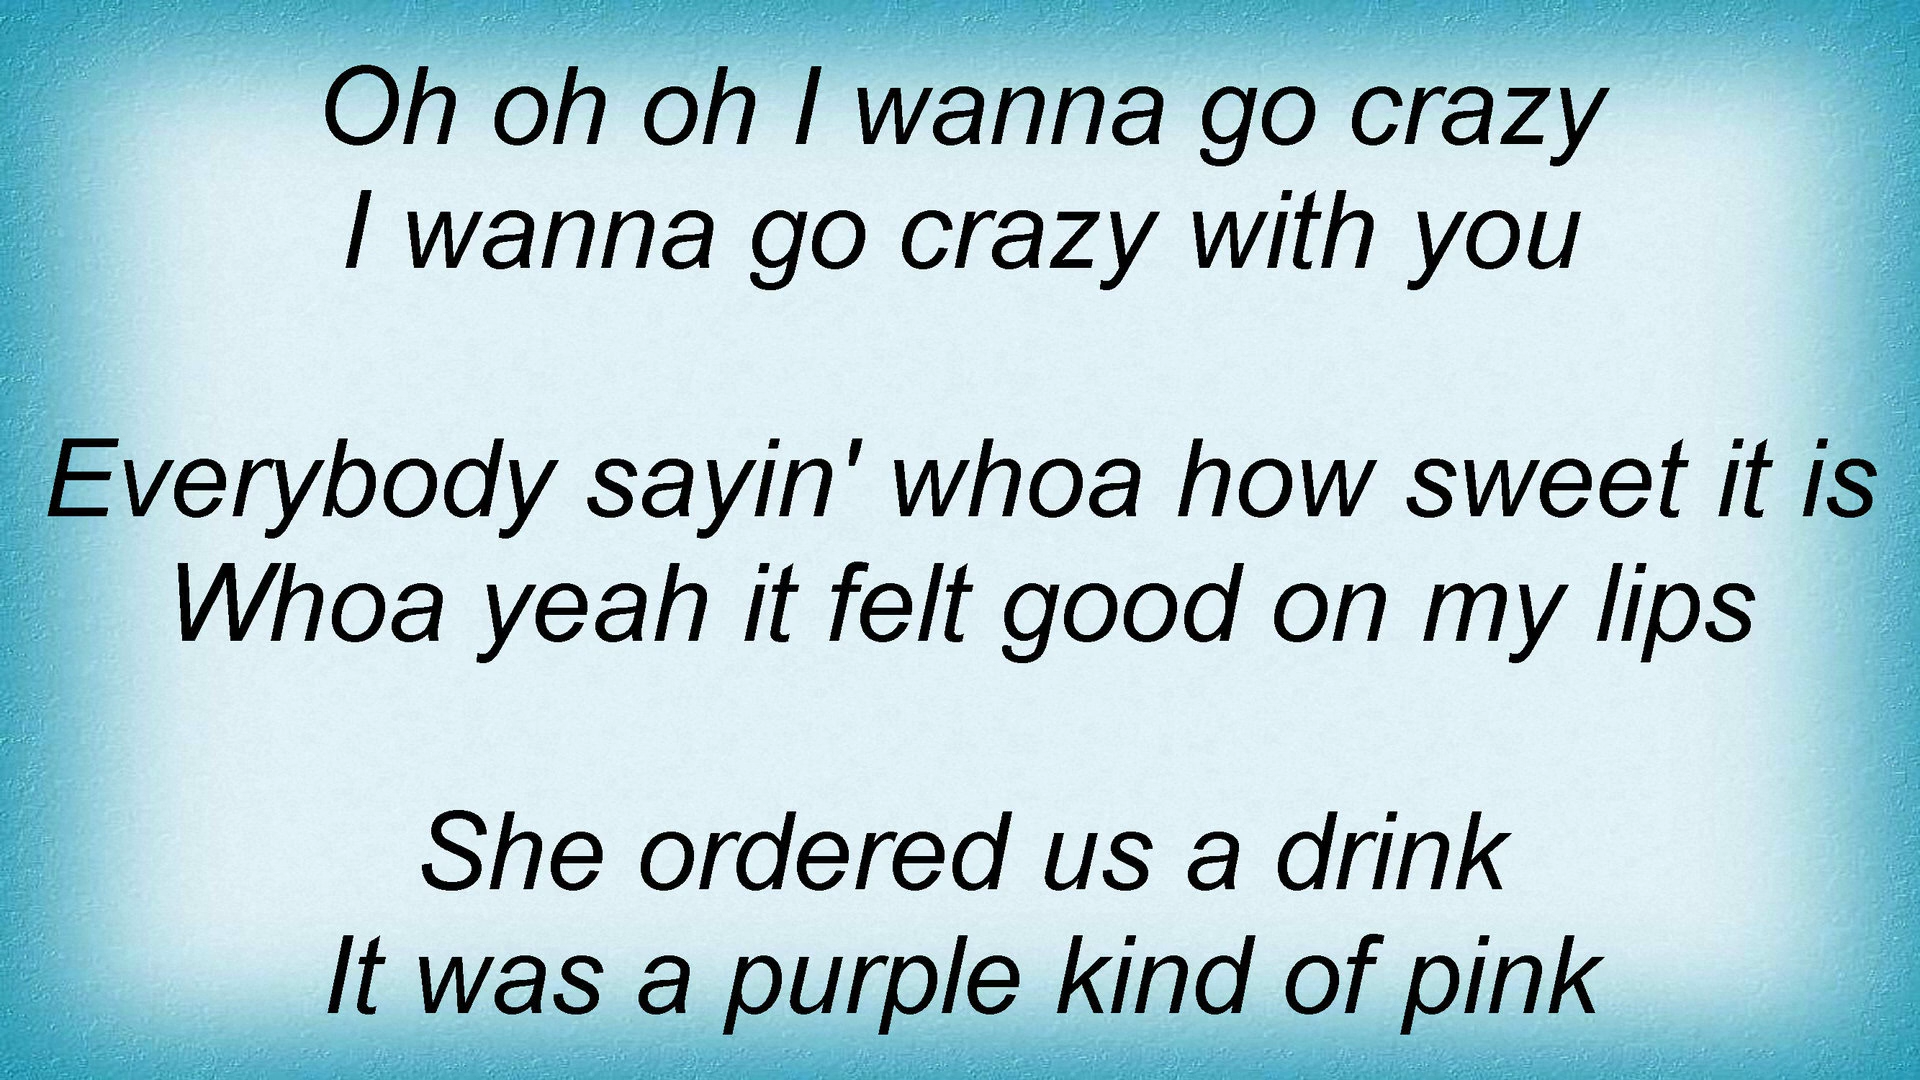 Oh oh oh I wanna go crazy
I wanna go crazy with you
Everybody sayin' whoa how sweet it is
Whoa yeah it felt good on my lips
She ordered us a drink
It was a purple kind of pink